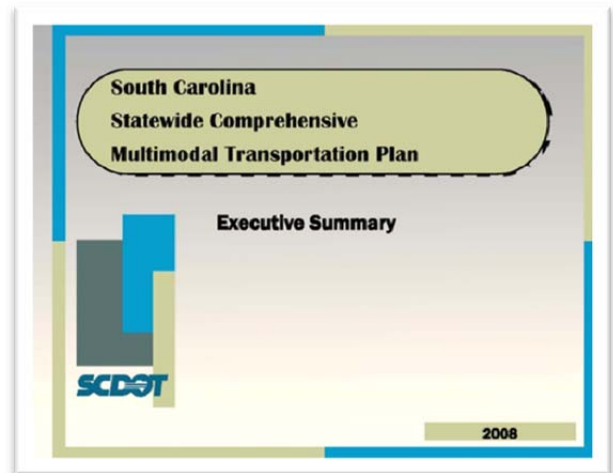 South Carolina
Statewide Comprehensive
Multimodal Transportation Plan
Executive Summary
SCDOT
2008